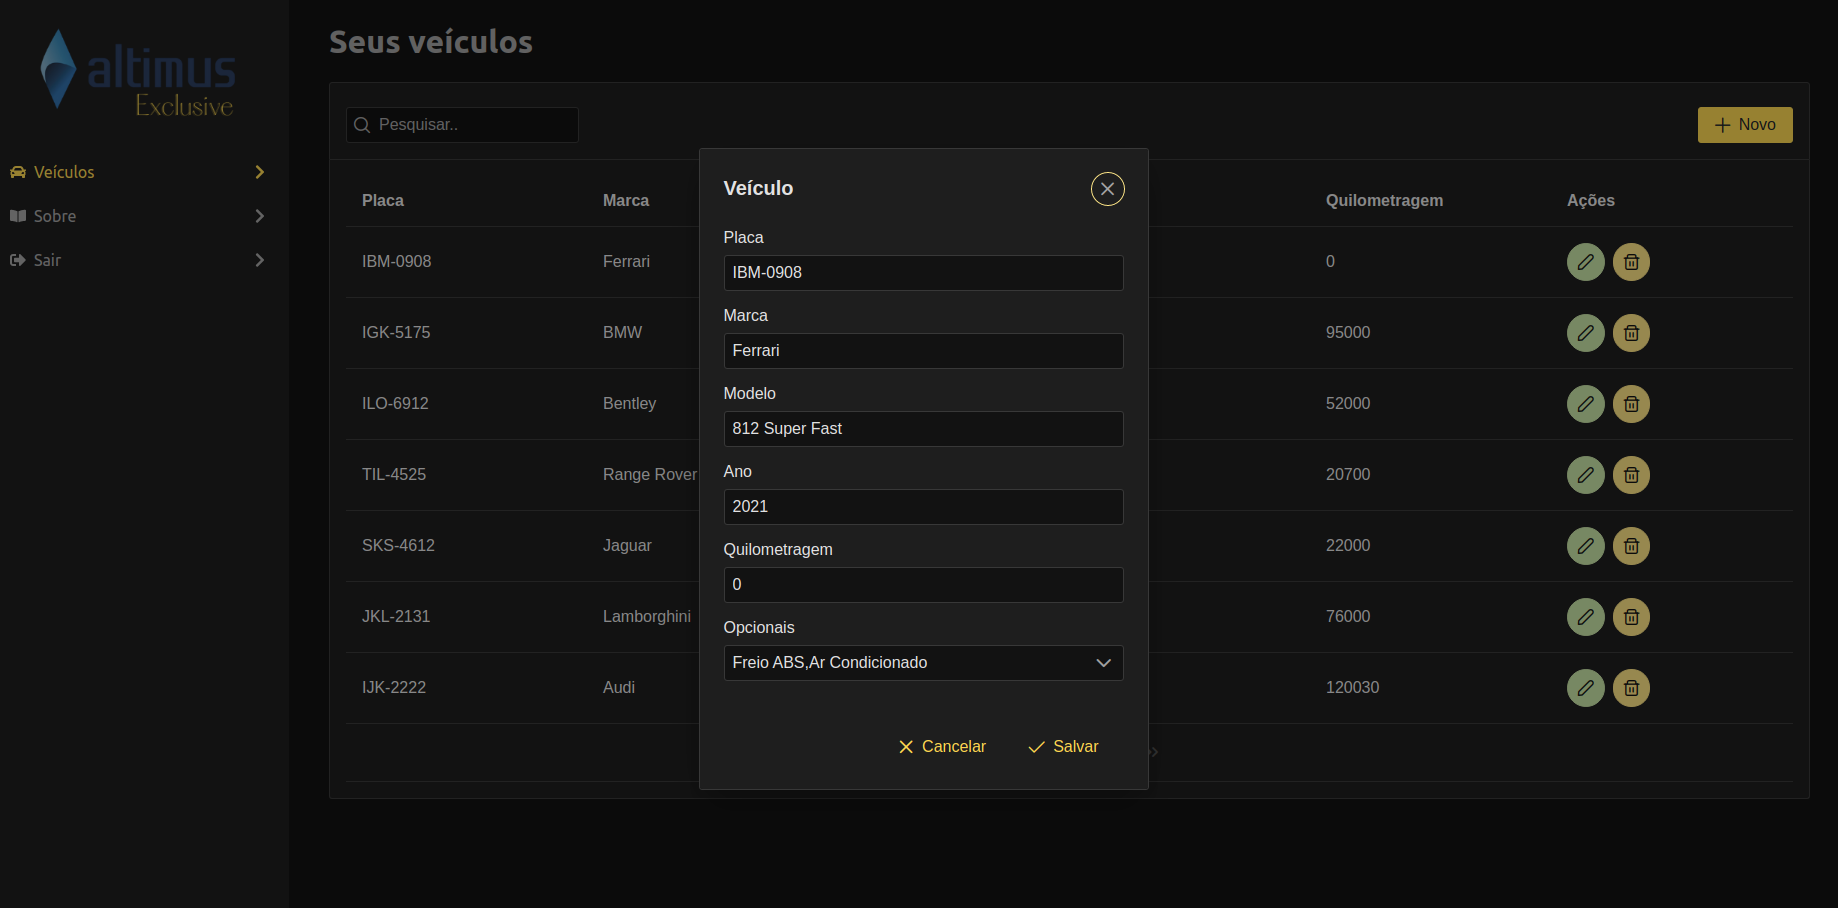 altimus
Exclusive
Veículos
Sobre
Sair
Seus veículos
Pesquisar..
Novo
Placa Marca Quilometragem Ações
IBM-0908 Ferrari 0
IGK-5175 BMW 95000
ILO-6912 Bentley 52000
TIL-4525 Range Rover 20700
SKS-4612 Jaguar 22000
JKL-2131 Lamborghini 76000
IJK-2222 Audi 120030
Veículo
Placa
IBM-0908
Marca
Ferrari
Modelo
812 Super Fast
Ano
2021
Quilometragem
0
Opcionais
Freio ABS,Ar Condicionado
Cancelar Salvar